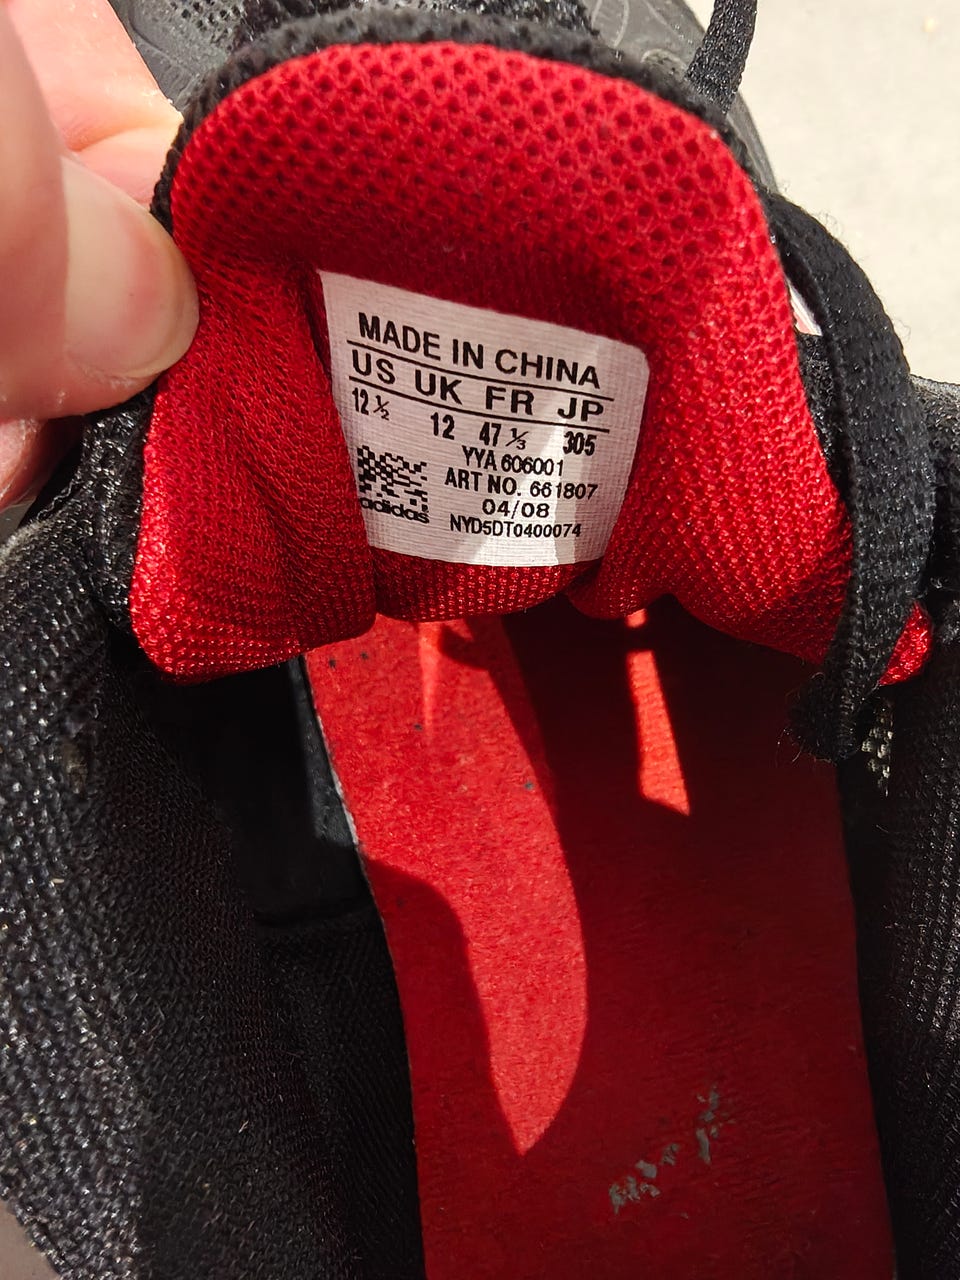 MADE IN CHINA
US UK FR JP
12 ½ 12 47 ⅓ 305
YYA 606001
ART NO. 661807
04/08
adidas
NYD5DT0400074